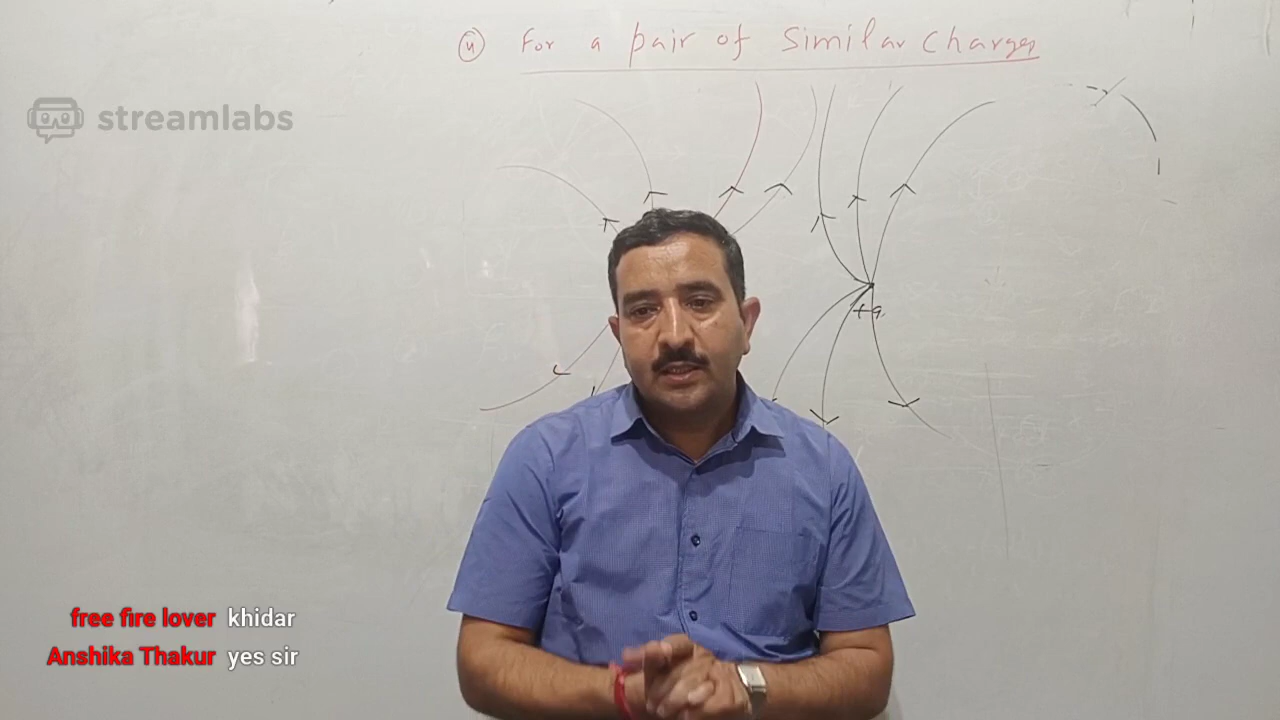 (4) For a pair of Similar Charges
streamlabs
+q
free fire lover khidar
Anshika Thakur yes sir